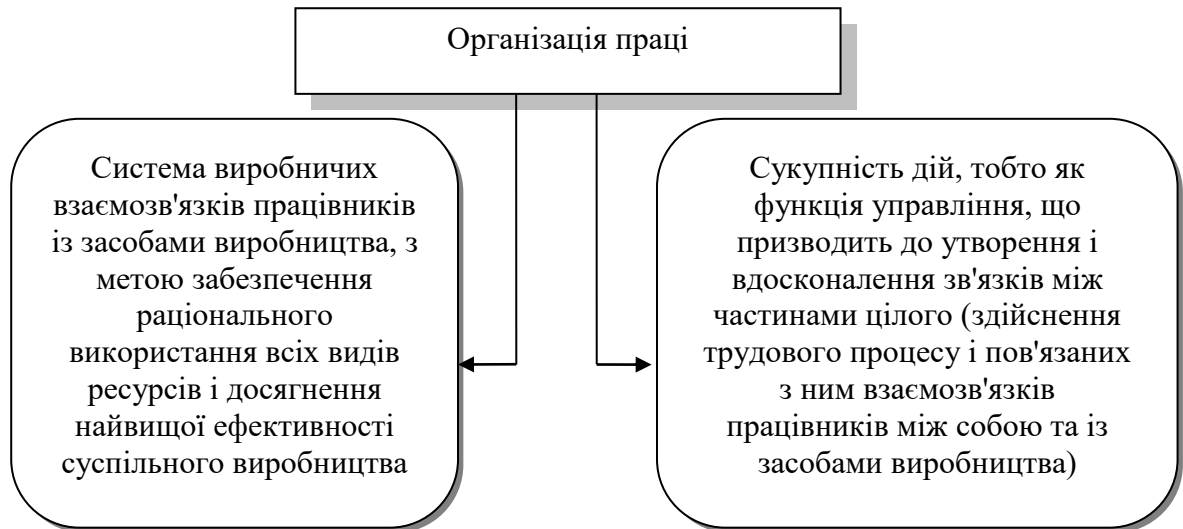 Організація праці
Система виробничих
взаємозв'язків працівників
із засобами виробництва, з
метою забезпечення
раціонального
використання всіх видів
ресурсів і досягнення
найвищої ефективності
суспільного виробництва
Сукупність дій, тобто як
функція управління, що
призводить до утворення і
вдосконалення зв'язків між
частинами цілого (здійснення
трудового процесу і пов'язаних
з ним взаємозв'язків
працівників між собою та із
засобами виробництва)